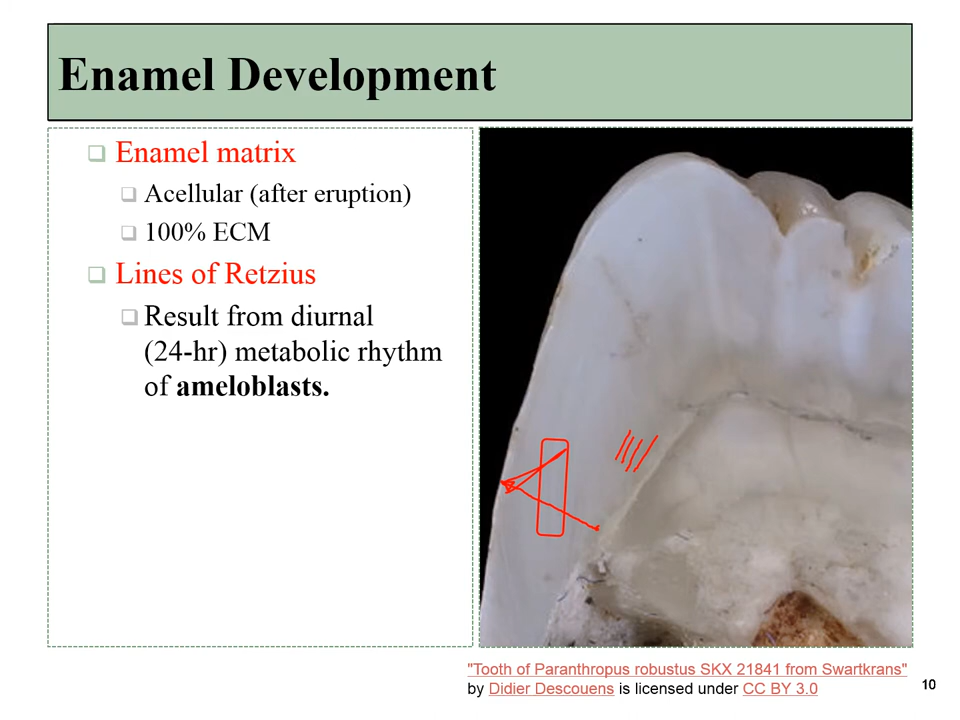 Enamel Development
Enamel matrix
Acellular (after eruption)
100% ECM
Lines of Retzius
Result from diurnal
(24-hr) metabolic rhythm
of ameloblasts.
"Tooth of Paranthropus robustus SKX 21841 from Swartkrans"
by Didier Descouens is licensed under CC BY 3.0
10